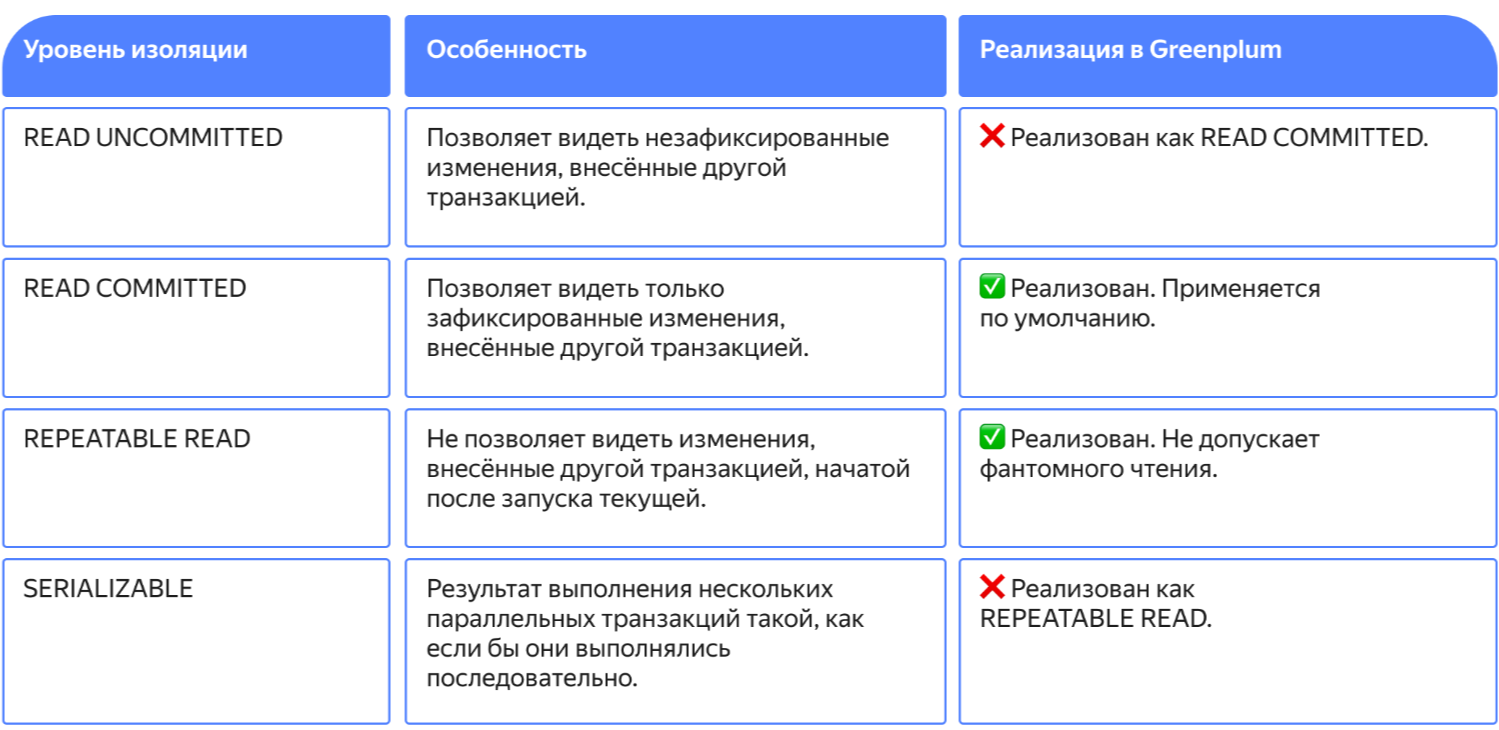 Уровень изоляции
Особенность
Реализация в Greenplum
READ UNCOMMITTED
Позволяет видеть незафиксированные
изменения, внесённые другой
транзакцией.
❌ Реализован как READ COMMITTED.
READ COMMITTED
Позволяет видеть только
зафиксированные изменения,
внесённые другой транзакцией.
✅ Реализован. Применяется
по умолчанию.
REPEATABLE READ
Не позволяет видеть изменения,
внесённые другой транзакцией, начатой
после запуска текущей.
✅ Реализован. Не допускает
фантомного чтения.
SERIALIZABLE
Результат выполнения нескольких
параллельных транзакций такой, как
если бы они выполнялись
последовательно.
❌ Реализован как
REPEATABLE READ.